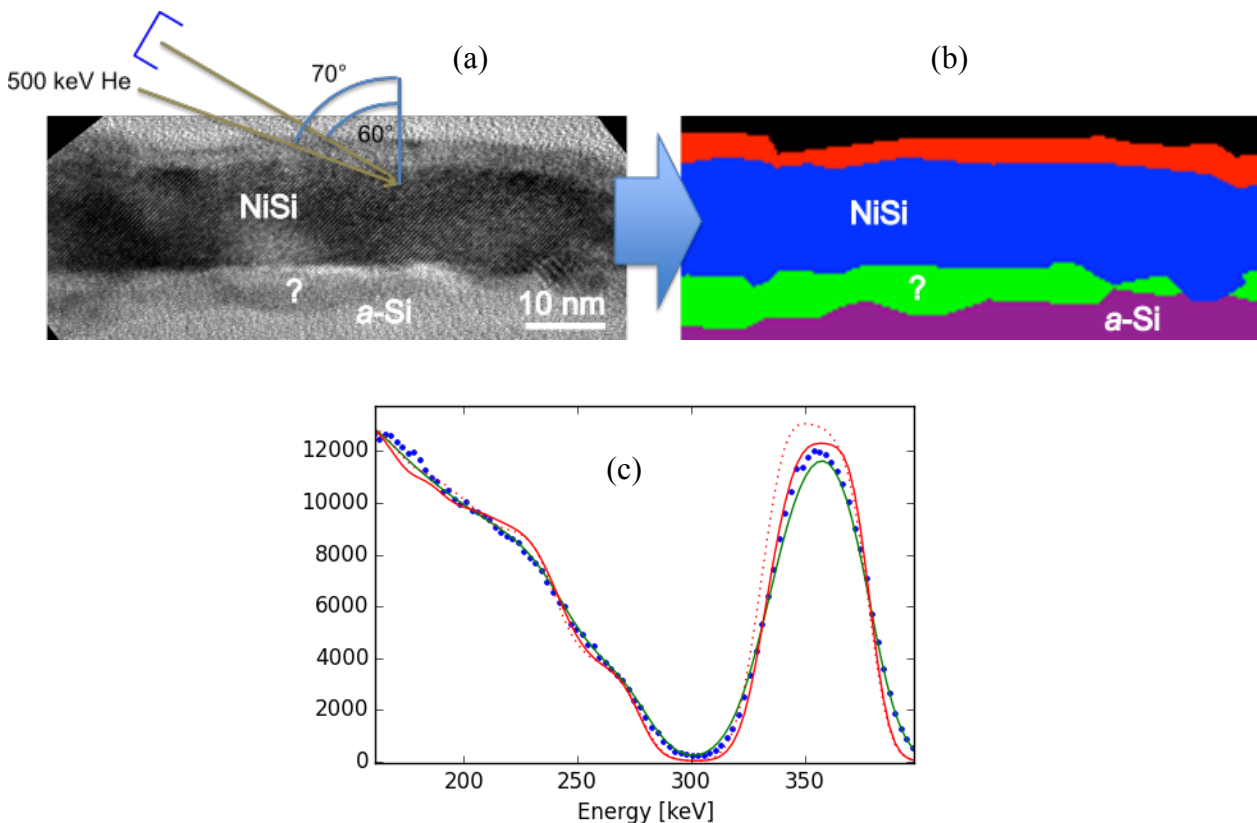 (a)
(b)
500 keV He
70°
60°
NiSi
?
a-Si
10 nm
NiSi
?
a-Si
(c)
12000
10000
8000
6000
4000
2000
0
200 250 300 350
Energy [keV]